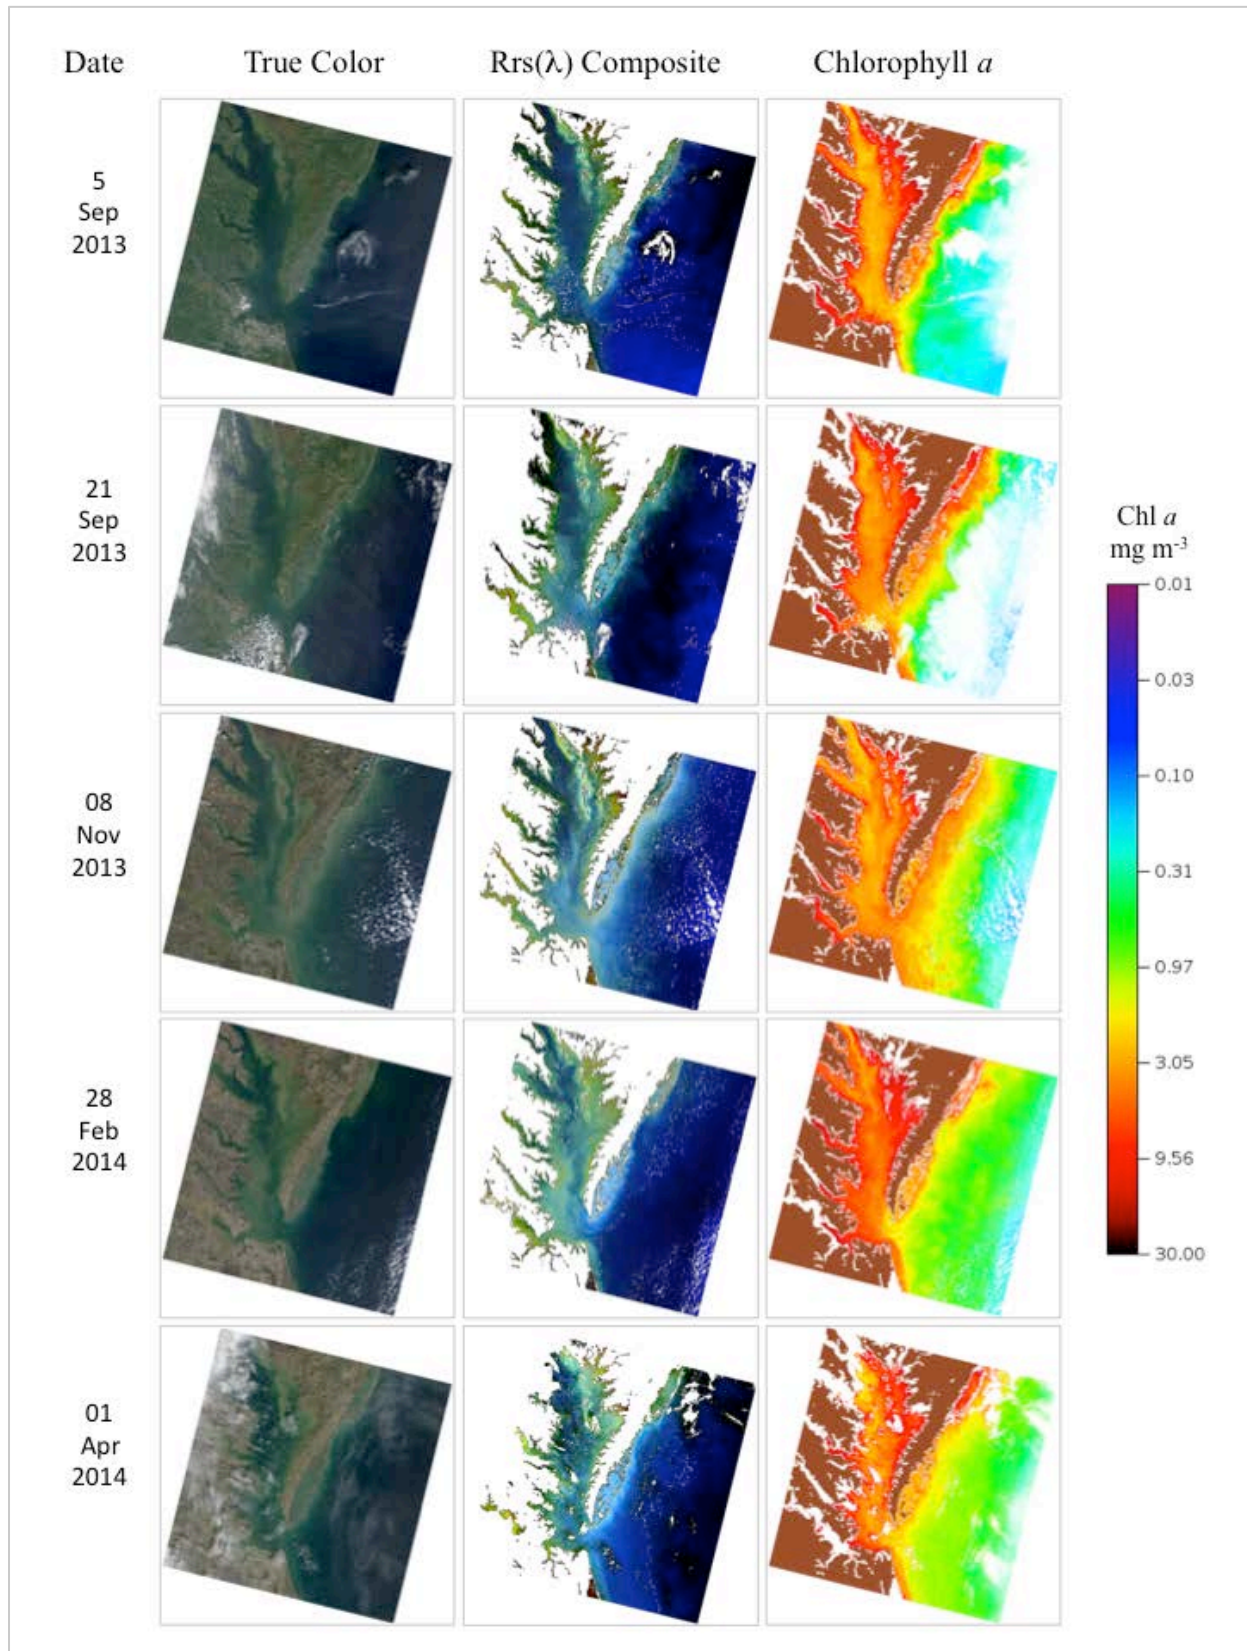 Date True Color Rrs(λ) Composite Chlorophyll a
5
Sep
2013
21
Sep
2013
08
Nov
2013
28
Feb
2014
01
Apr
2014
Chl a
mg m⁻³
0.01
0.03
0.10
0.31
0.97
3.05
9.56
30.00